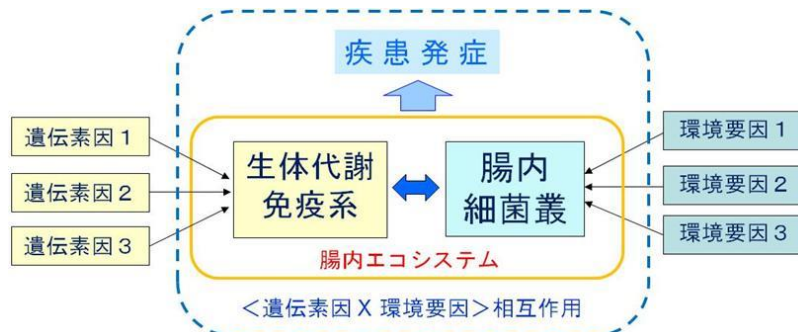 疾患発症
遺伝素因1
遺伝素因2
遺伝素因3
生体代謝
免疫系
腸内
細菌叢
環境要因1
環境要因2
環境要因3
腸内エコシステム
＜遺伝素因 X 環境要因＞相互作用